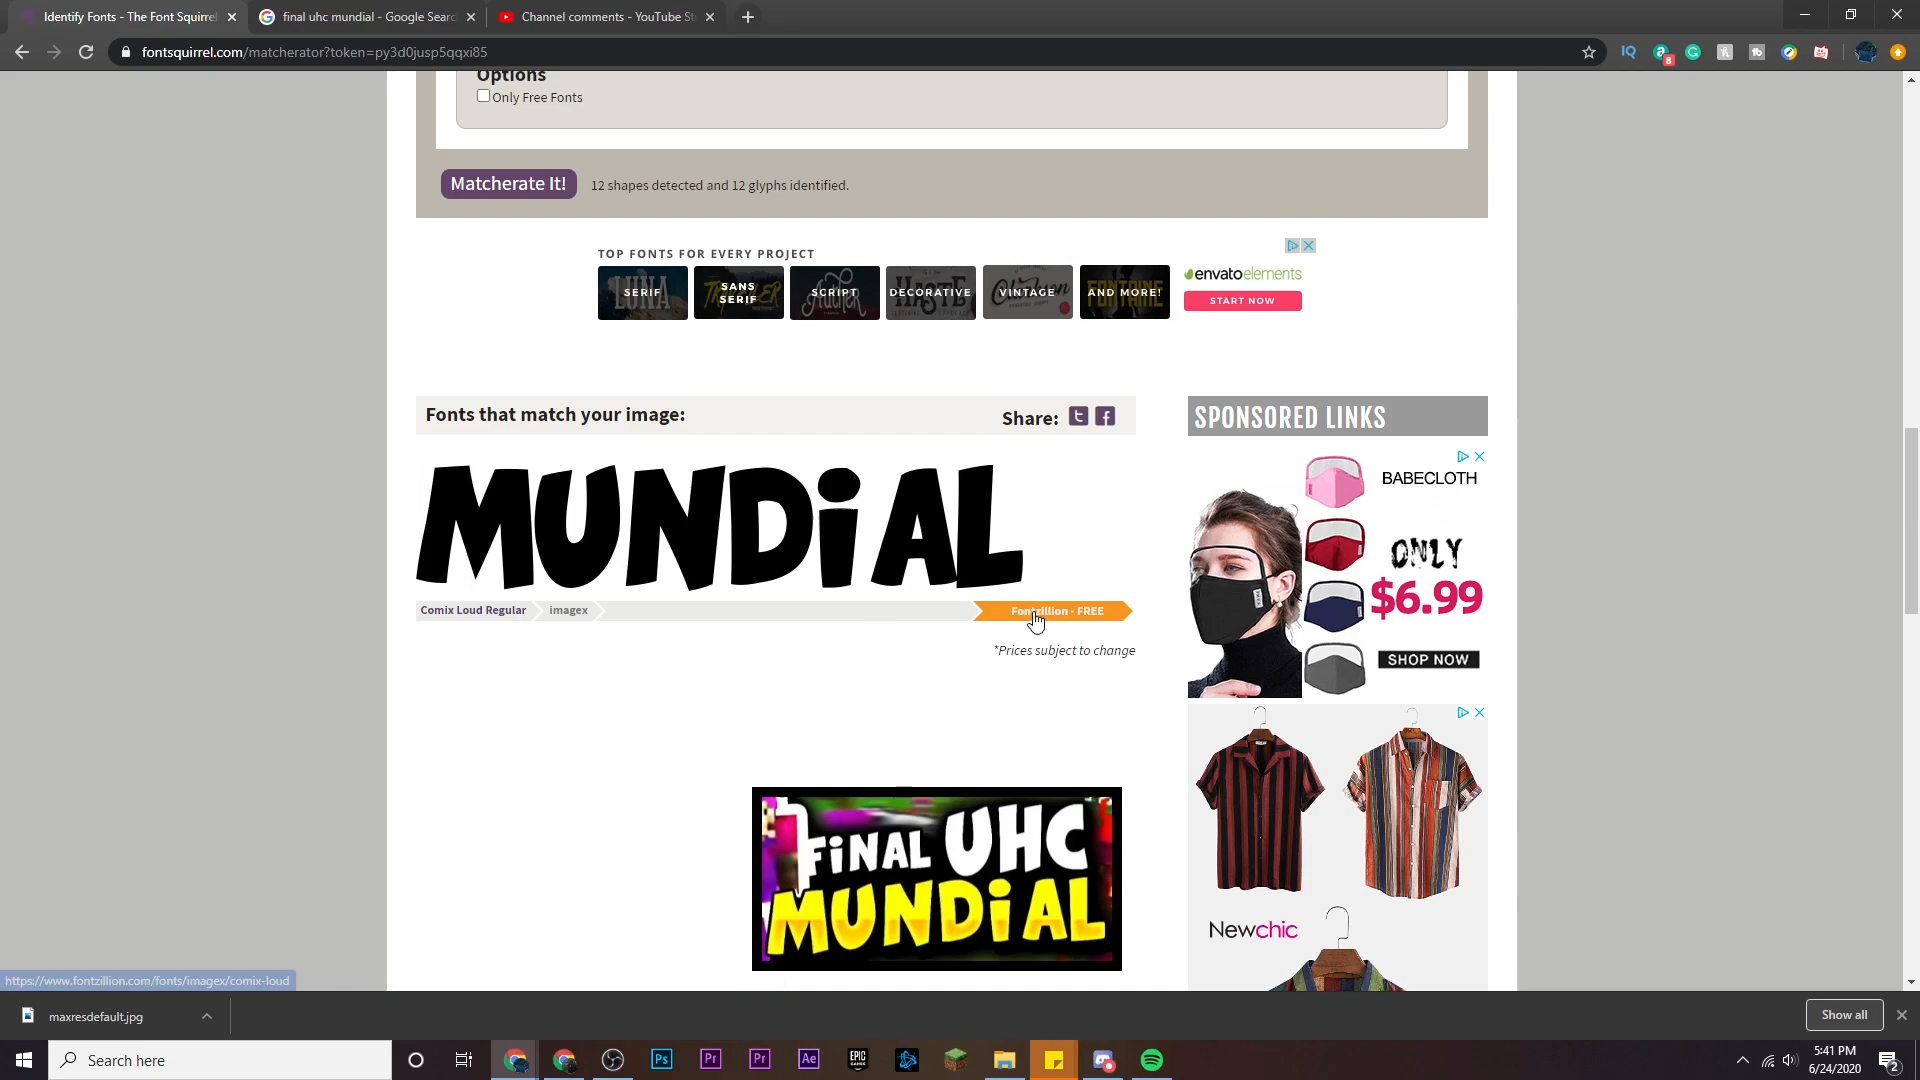 Identify Fonts - The Font Squirrel
final uhc mundial - Google Searc
Channel comments - YouTube St
fontsquirrel.com/matcherator?token=py3d0jusp5qqxi85
Options
Only Free Fonts
Matcherate It!
12 shapes detected and 12 glyphs identified.
TOP FONTS FOR EVERY PROJECT
SERIF
SANS SERIF
SCRIPT
DECORATIVE
VINTAGE
AND MORE!
envatoelements
START NOW
Fonts that match your image:
Share:
SPONSORED LINKS
MUNDiAL
BABECLOTH
ONLY
$6.99
SHOP NOW
Comix Loud Regular
imagex
Fontzillion - FREE
*Prices subject to change
FiNAL UHC
MUNDiAL
Newchic
https://www.fontzillion.com/fonts/imagex/comix-loud
maxresdefault.jpg
Show all
Search here
5:41 PM
6/24/2020